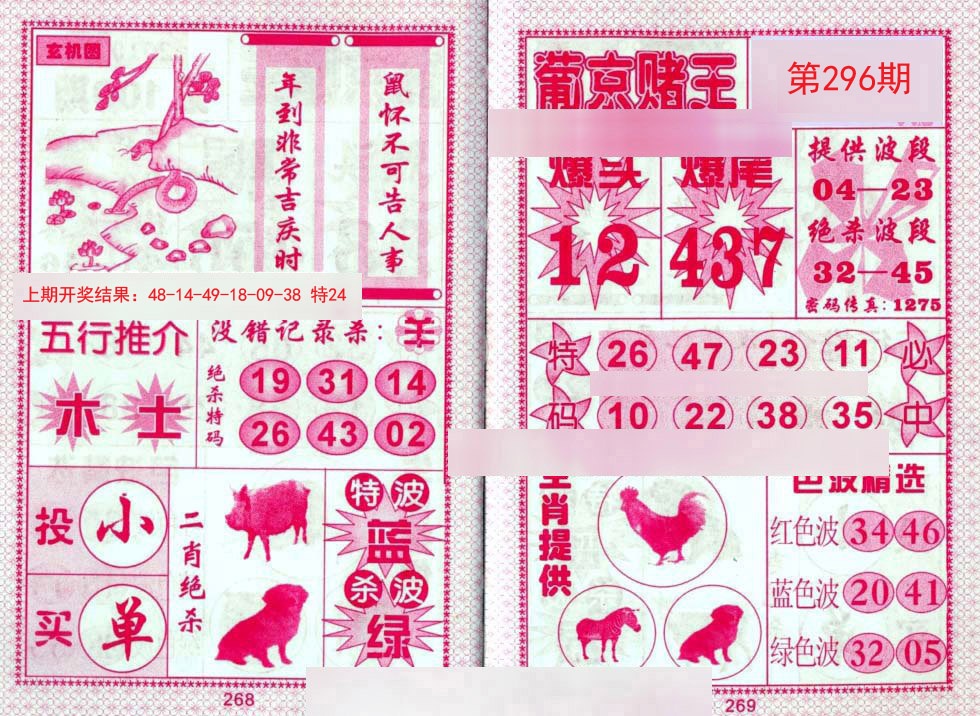 玄机图
鼠怀不可告人事
年到非常吉庆时
上期开奖结果：48-14-49-18-09-38 特24
五行推介
木 土
没错记录杀：羊
绝杀特码
19 31 14
26 43 02
投 小
买 单
二肖绝杀
特波
蓝
杀波
绿
268
葡京赌王
第296期
爆头
12
爆尾
437
提供波段
04—23
绝杀波段
32—45
密码传真：1275
特 26 47 23 11 必
码 10 22 38 35 中
生肖提供
色波精选
红色波 34 46
蓝色波 20 41
绿色波 32 05
269